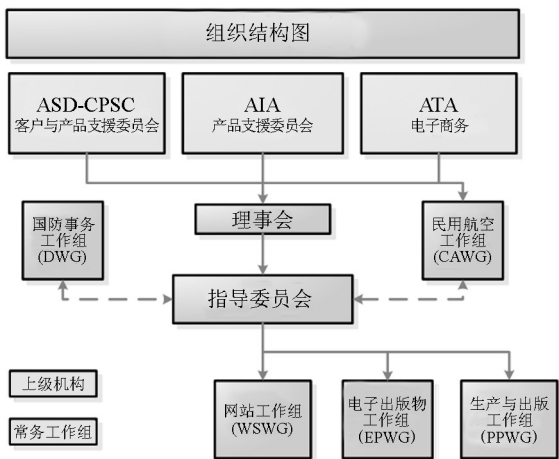 组织结构图
ASD-CPSC
客户与产品支援委员会
AIA
产品支援委员会
ATA
电子商务
国防事务
工作组
(DWG)
理事会
民用航空
工作组
(CAWG)
指导委员会
上级机构
常务工作组
网站工作组
(WSWG)
电子出版物
工作组
(EPWG)
生产与出版
工作组
(PPWG)